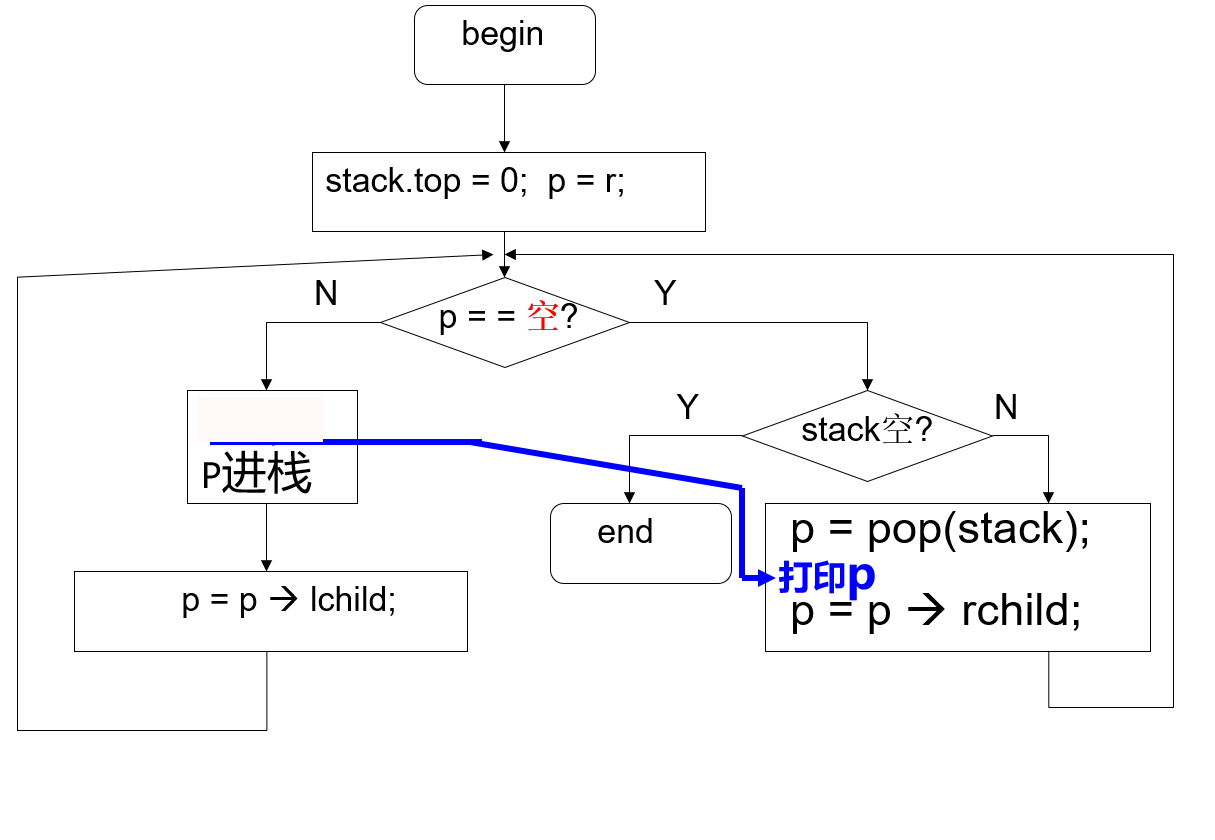 begin
stack.top = 0; p = r;
N
Y
p = = 空?
Y
N
stack空?
P进栈
end
p = pop(stack);
打印p
p = p → lchild;
p = p → rchild;